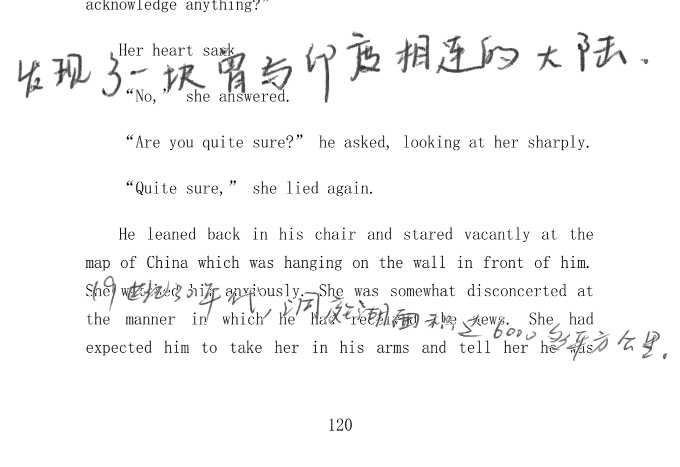 acknowledge anything?”
Her heart sank.
发现了一块曾与印度相连的大陆.
“No,” she answered.
“Are you quite sure?” he asked, looking at her sharply.
“Quite sure,” she lied again.
He leaned back in his chair and stared vacantly at the
map of China which was hanging on the wall in front of him.
She watched him anxiously. She was somewhat disconcerted at
19世纪30年代,洞庭湖面积达6000多平方公里.
the manner in which he had received the news. She had
expected him to take her in his arms and tell her he was
120